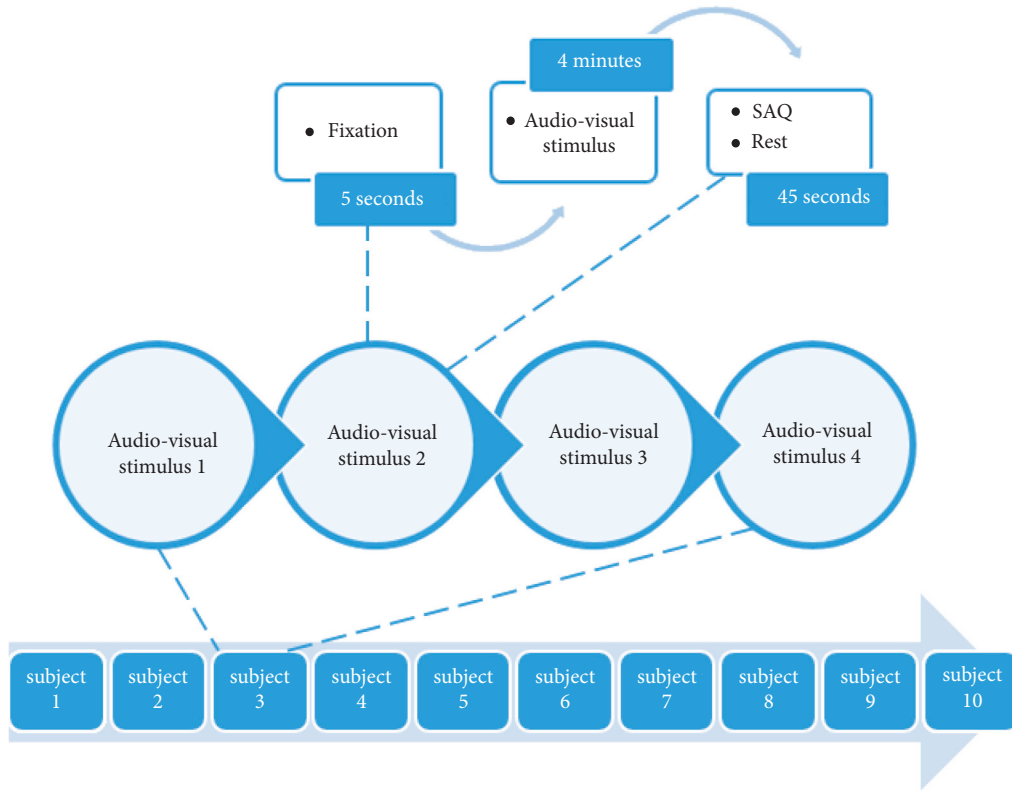 4 minutes
• Fixation
5 seconds
• Audio-visual
stimulus
• SAQ
• Rest
45 seconds
Audio-visual
stimulus 1
Audio-visual
stimulus 2
Audio-visual
stimulus 3
Audio-visual
stimulus 4
subject
1
subject
2
subject
3
subject
4
subject
5
subject
6
subject
7
subject
8
subject
9
subject
10